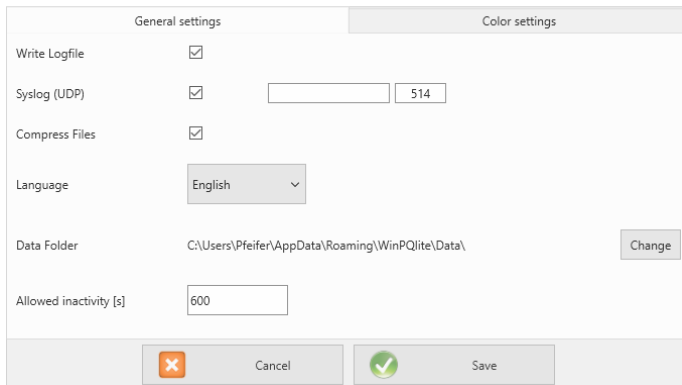 General settings Color settings
Write Logfile
Syslog (UDP) 514
Compress Files
Language English
Data Folder C:\Users\Pfeifer\AppData\Roaming\WinPQlite\Data\ Change
Allowed inactivity [s] 600
Cancel Save